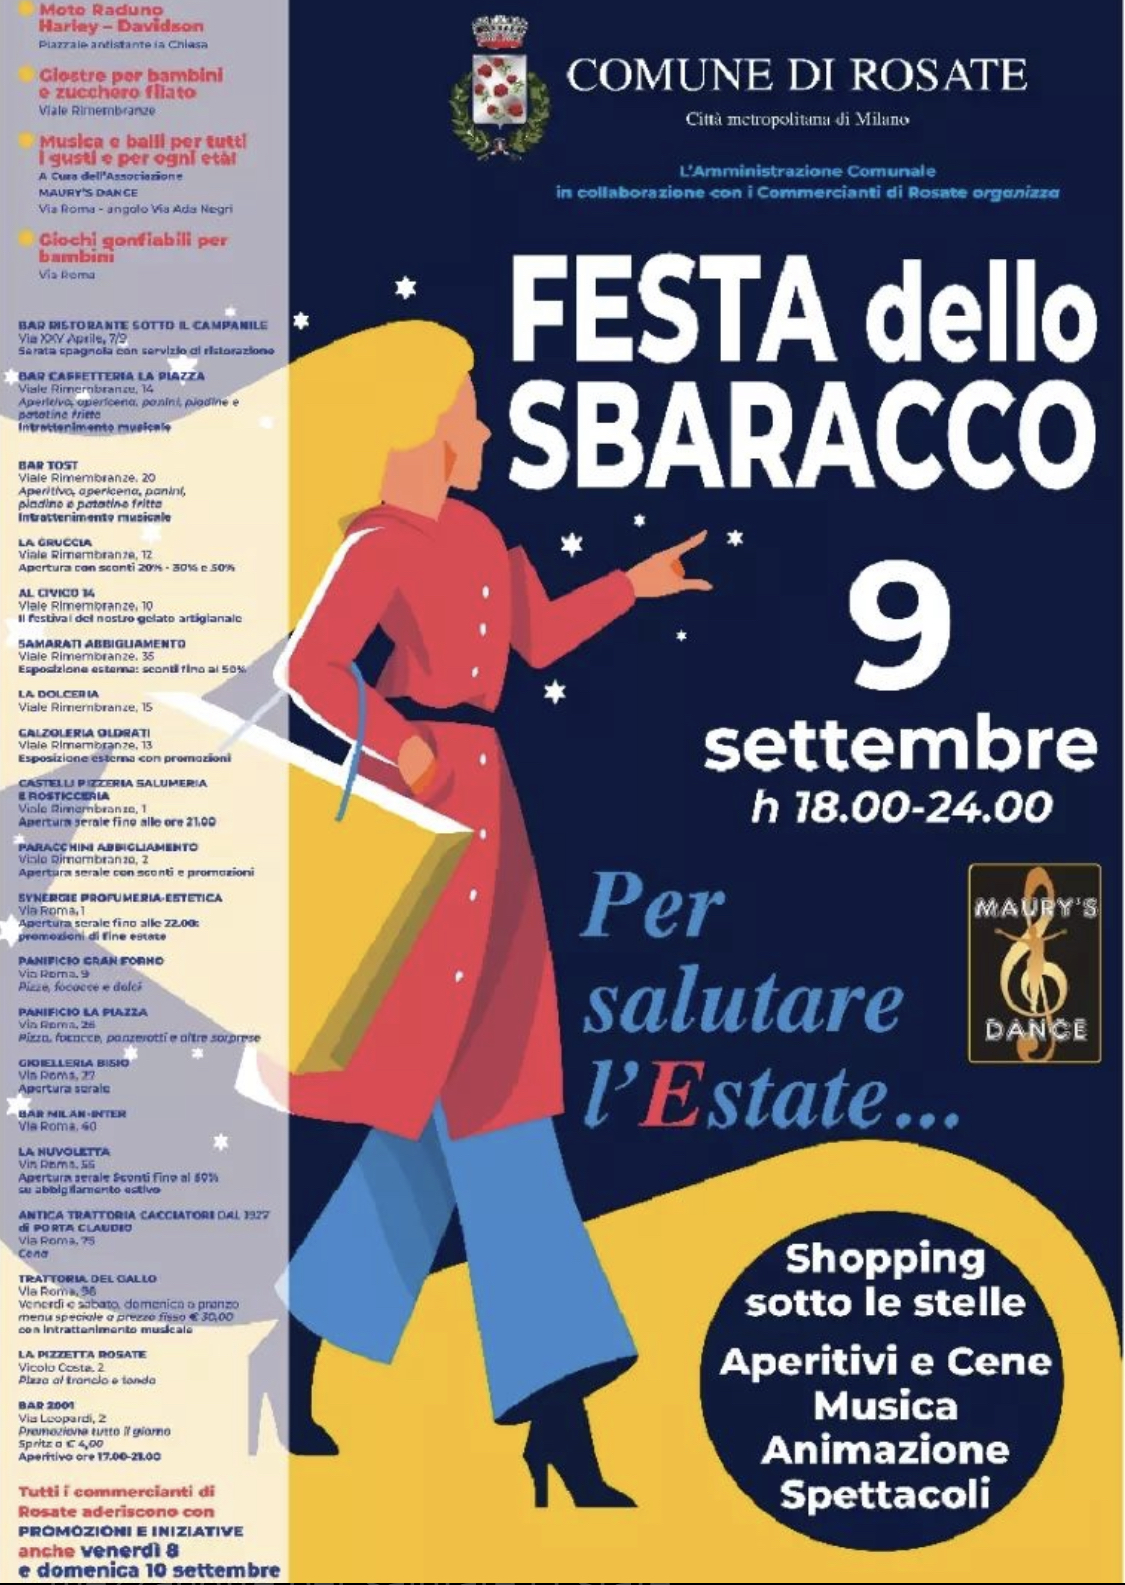 Moto Raduno
Harley – Davidson
Piazzale antistante la Chiesa
Giostre per bambini
e zucchero filato
Viale Rimembranze
Musica e balli per tutti
i gusti e per ogni età!
A Cura dell'Associazione
MAURY'S DANCE
Via Roma - angolo Via Ada Negri
Giochi gonfiabili per
bambini
Via Roma
BAR RISTORANTE SOTTO IL CAMPANILE
Via XXV Aprile, 7/9
Serata spagnola con servizio di ristorazione
BAR CAFFETTERIA LA PIAZZA
Viale Rimembranze, 14
Aperitivo, apericena, panini, piadine e
patatine fritte
Intrattenimento musicale
BAR TOST
Viale Rimembranze, 20
Aperitivo, apericena, panini,
piadine e patatine fritte
Intrattenimento musicale
LA GRUCCIA
Viale Rimembranze, 12
Apertura con sconti 20% - 30% e 50%
AL CIVICO 14
Viale Rimembranze, 10
Il festival del nostro gelato artigianale
SAMARATI ABBIGLIAMENTO
Viale Rimembranze, 35
Esposizione esterna: sconti fino al 50%
LA DOLCERIA
Viale Rimembranze, 15
CALZOLERIA OLDRATI
Viale Rimembranze, 13
Esposizione esterna con promozioni
CASTELLI PIZZERIA SALUMERIA
E ROSTICCERIA
Viale Rimembranze, 1
Apertura serale fino alle ore 21.00
PARACCHINI ABBIGLIAMENTO
Viale Rimembranze, 2
Apertura serale con sconti e promozioni
SYNERGIE PROFUMERIA-ESTETICA
Via Roma, 1
Apertura serale fino alle 22.00:
promozioni di fine estate
PANIFICIO GRAN FORNO
Via Roma, 9
Pizze, focacce e dolci
PANIFICIO LA PIAZZA
Via Roma, 26
Pizza, focacce, panzerotti e altre sorprese
GIOIELLERIA BISIO
Via Roma, 27
Apertura serale
BAR MILAN-INTER
Via Roma, 40
LA NUVOLETTA
Via Roma, 55
Apertura serale Sconti fino al 50%
su abbigliamento estivo
ANTICA TRATTORIA CACCIATORI DAL 1927
di PORTA CLAUDIO
Via Roma, 75
Cena
TRATTORIA DEL GALLO
Via Roma, 96
Venerdì e sabato, domenica a pranzo
menu speciale a prezzo fisso € 30,00
con intrattenimento musicale
LA PIZZETTA ROSATE
Vicolo Costa, 2
Pizza al trancio e tonda
BAR 2001
Via Leopardi, 2
Promozione tutto il giorno
Spritz a € 4,00
Aperitivo ore 17.00-21.00
Tutti i commercianti di
Rosate aderiscono con
PROMOZIONI E INIZIATIVE
anche venerdì 8
e domenica 10 settembre
COMUNE DI ROSATE
Città metropolitana di Milano
L'Amministrazione Comunale
in collaborazione con i Commercianti di Rosate organizza
FESTA dello
SBARACCO
9
settembre
h 18.00-24.00
Per
salutare
l'Estate...
MAURY'S
DANCE
Shopping
sotto le stelle
Aperitivi e Cene
Musica
Animazione
Spettacoli